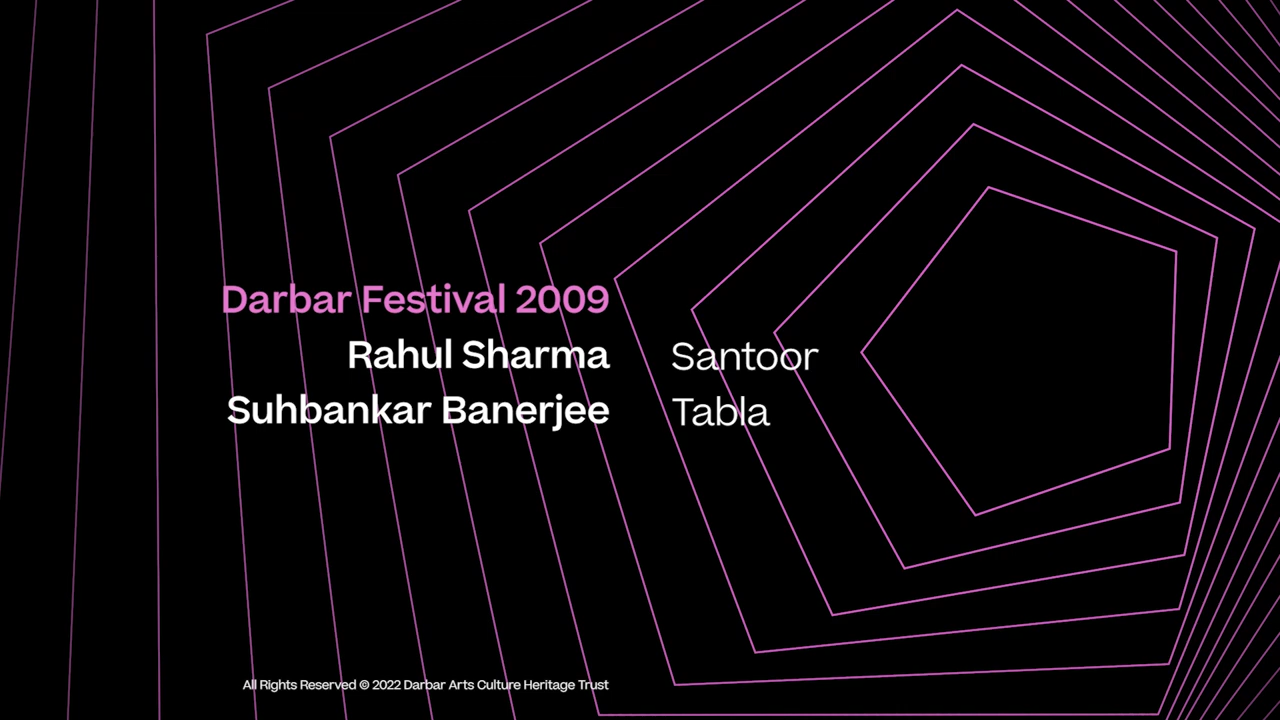 Darbar Festival 2009
Rahul Sharma Santoor
Suhbankar Banerjee Tabla
All Rights Reserved © 2022 Darbar Arts Culture Heritage Trust